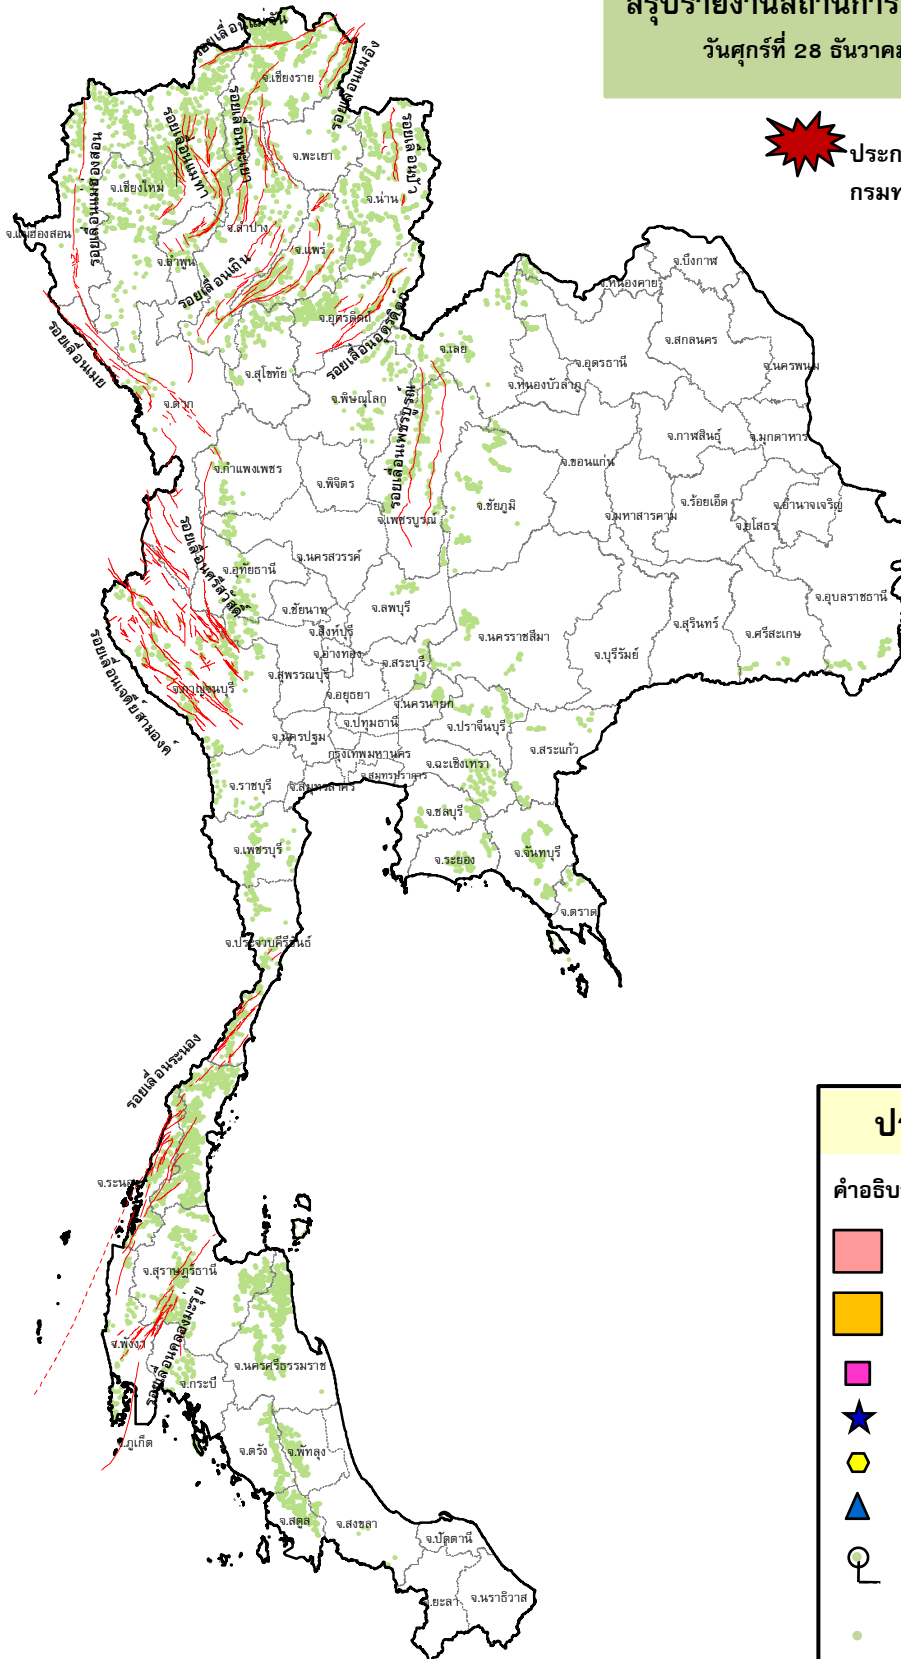 สรุปรายงานสถานการ
วันศุกร์ที่ 28 ธันวาคม
ประก
กรมท
รอยเลื่อนแม่จัน
รอยเลื่อนแม่อิง
จ.เชียงราย
รอยเลื่อนแม่ฮ่องสอน
รอยเลื่อนแม่ทา
รอยเลื่อนพะเยา
รอยเลื่อนปัว
จ.พะเยา
จ.เชียงใหม่
จ.น่าน
จ.แม่ฮ่องสอน
จ.ลำปาง
จ.แพร่
จ.ลำพูน
รอยเลื่อนเถิน
จ.บึงกาฬ
จ.หนองคาย
รอยเลื่อนเมย
จ.อุตรดิตถ์
รอยเลื่อนอุตรดิตถ์
จ.เลย
จ.สกลนคร
จ.อุดรธานี
จ.นครพนม
จ.สุโขทัย
จ.หนองบัวลำภู
จ.ตาก
จ.พิษณุโลก
รอยเลื่อนเพชรบูรณ์
จ.กาฬสินธุ์
จ.มุกดาหาร
จ.กำแพงเพชร
จ.ขอนแก่น
จ.พิจิตร
จ.ชัยภูมิ
จ.ร้อยเอ็ด
จ.อำนาจเจริญ
จ.เพชรบูรณ์
จ.มหาสารคาม
จ.ยโสธร
รอยเลื่อนศรีสวัสดิ์
จ.นครสวรรค์
จ.อุทัยธานี
จ.อุบลราชธานี
จ.ชัยนาท
จ.ลพบุรี
จ.สิงห์บุรี
จ.นครราชสีมา
จ.สุรินทร์
จ.ศรีสะเกษ
จ.อ่างทอง
จ.บุรีรัมย์
จ.สระบุรี
จ.สุพรรณบุรี
รอยเลื่อนเจดีย์สามองค์
จ.กาญจนบุรี
จ.อยุธยา
จ.นครนายก
จ.ปทุมธานี
จ.ปราจีนบุรี
จ.นครปฐม
จ.สระแก้ว
กรุงเทพมหานคร
จ.ฉะเชิงเทรา
จ.สมุทรปราการ
จ.ราชบุรี
จ.สมุทรสาคร
จ.ชลบุรี
จ.เพชรบุรี
จ.ระยอง
จ.จันทบุรี
จ.ตราด
จ.ประจวบคีรีขันธ์
รอยเลื่อนระนอง
ปร
จ.ระนอง
คำอธิบ
จ.สุราษฎร์ธานี
รอยเลื่อนคลองมะรุ่ย
จ.พังงา
จ.นครศรีธรรมราช
จ.กระบี่
จ.ภูเก็ต
จ.ตรัง
จ.พัทลุง
จ.สตูล
จ.สงขลา
จ.ปัตตานี
จ.ยะลา
จ.นราธิวาส